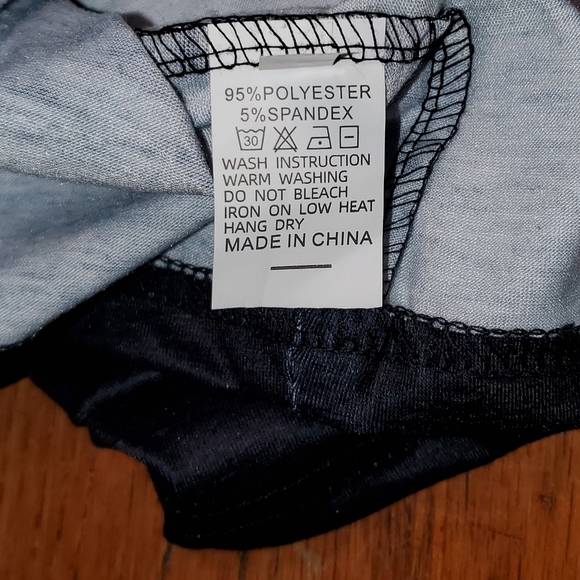 95%POLYESTER
5%SPANDEX
30
WASH INSTRUCTION
WARM WASHING
DO NOT BLEACH
IRON ON LOW HEAT
HANG DRY
MADE IN CHINA